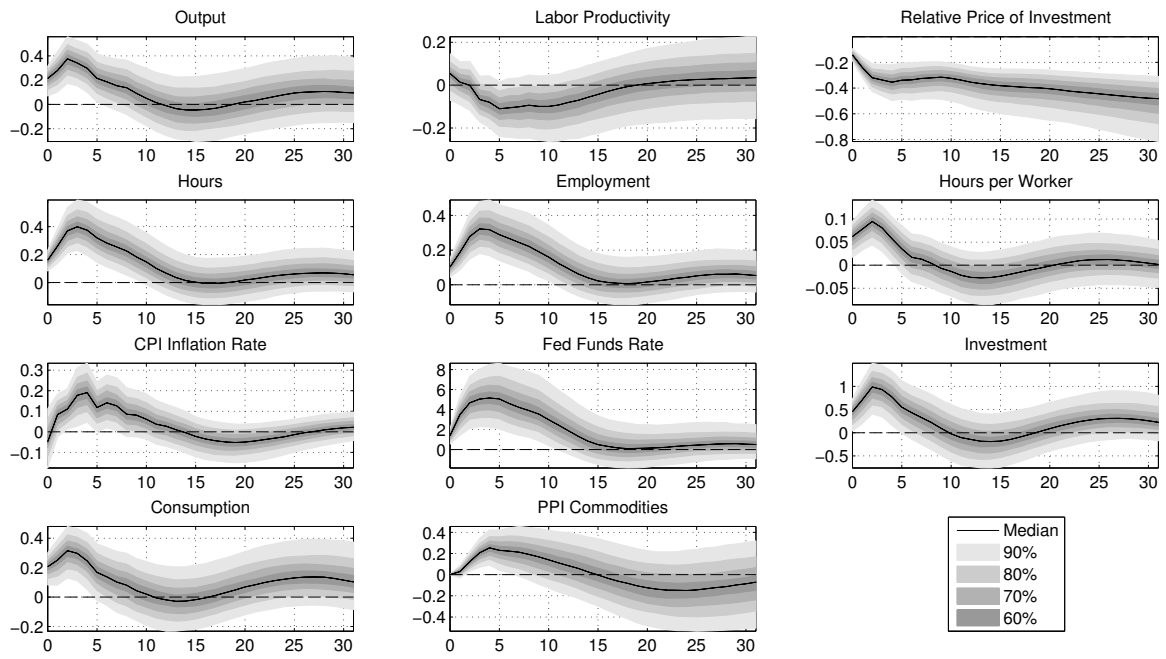 Output
Labor Productivity
Relative Price of Investment
0.4
0.2
0
−0.2
0 5 10 15 20 25 30
0.2
0
−0.2
0 5 10 15 20 25 30
−0.2
−0.4
−0.6
−0.8
0 5 10 15 20 25 30
Hours
Employment
Hours per Worker
0.4
0.2
0
0 5 10 15 20 25 30
0.4
0.2
0
0 5 10 15 20 25 30
0.1
0.05
0
−0.05
0 5 10 15 20 25 30
CPI Inflation Rate
Fed Funds Rate
Investment
0.3
0.2
0.1
0
−0.1
0 5 10 15 20 25 30
8
6
4
2
0
0 5 10 15 20 25 30
1
0.5
0
−0.5
0 5 10 15 20 25 30
Consumption
PPI Commodities
0.4
0.2
0
−0.2
0 5 10 15 20 25 30
0.4
0.2
0
−0.2
−0.4
0 5 10 15 20 25 30
Median
90%
80%
70%
60%